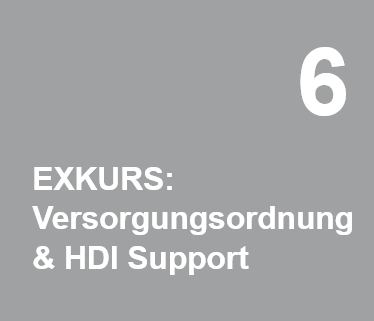 6
EXKURS:
Versorgungsordnung
& HDI Support